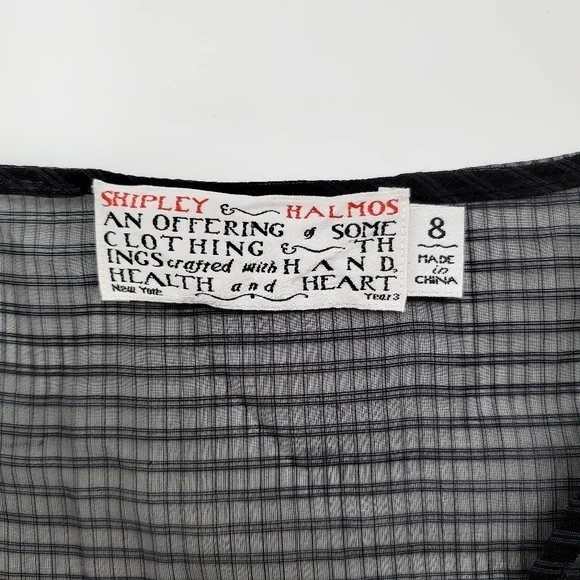 SHIPLEY & HALMOS
AN OFFERING of SOME
CLOTHING & TH
INGS crafted with HAND,
HEALTH and HEART
New York Year 3
8
MADE
in
CHINA